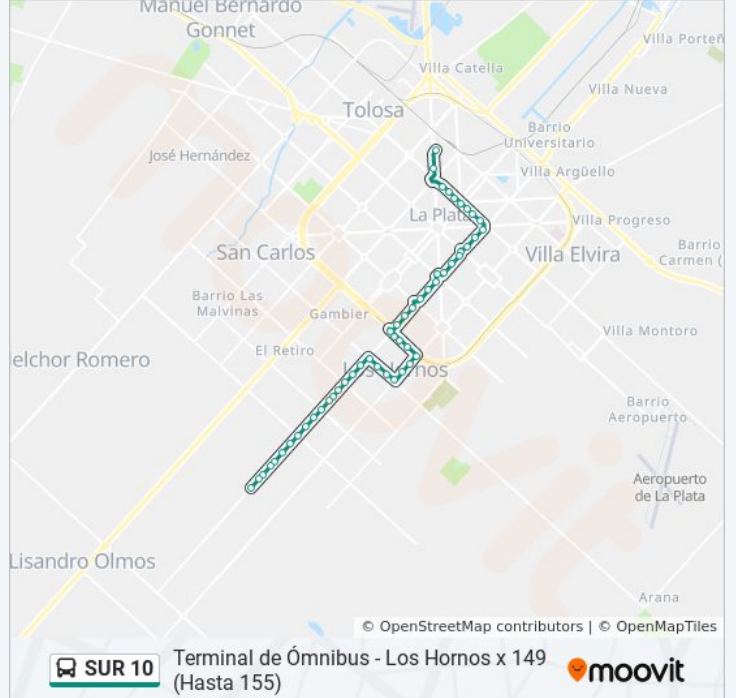 Manuel Bernardo
Gonnet
Villa Porteñ
Villa Catella
Villa Nueva
Tolosa
Barrio
Universitario
José Hernández
Villa Argüello
La Plata
Villa Progreso
San Carlos
Villa Elvira
Barrio
Carmen (
Barrio Las
Malvinas
Gambier
Villa Montoro
El Retiro
elchor Romero
Los Hornos
Barrio
Aeropuerto
Aeropuerto
de La Plata
Lisandro Olmos
Arana
© OpenStreetMap contributors | © OpenMapTiles
SUR 10
Terminal de Ómnibus - Los Hornos x 149
(Hasta 155)
moovit
moovit